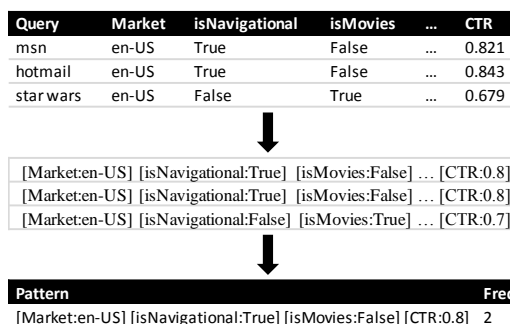 Query Market isNavigational isMovies … CTR
msn en-US True False … 0.821
hotmail en-US True False … 0.843
star wars en-US False True … 0.679
[Market:en-US] [isNavigational:True] [isMovies:False] … [CTR:0.8]
[Market:en-US] [isNavigational:True] [isMovies:False] … [CTR:0.8]
[Market:en-US] [isNavigational:False] [isMovies:True] … [CTR:0.7]
Pattern Freq
[Market:en-US] [isNavigational:True] [isMovies:False] [CTR:0.8] 2